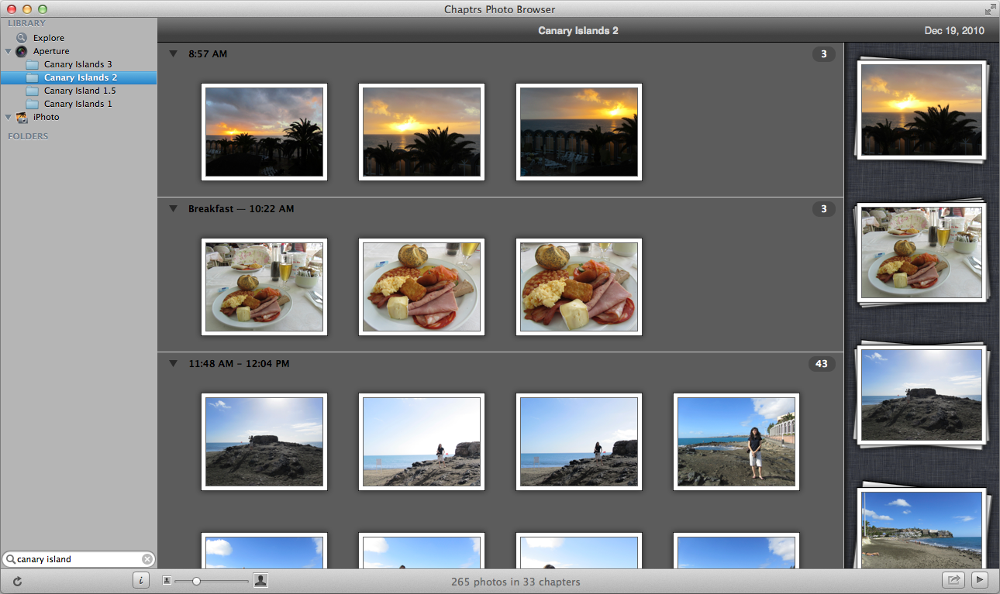 Chaptrs Photo Browser
LIBRARY
Explore
Aperture
Canary Islands 3
Canary Islands 2
Canary Island 1.5
Canary Islands 1
iPhoto
FOLDERS
canary island
Canary Islands 2
Dec 19, 2010
8:57 AM
3
Breakfast — 10:22 AM
3
11:48 AM – 12:04 PM
43
i
265 photos in 33 chapters